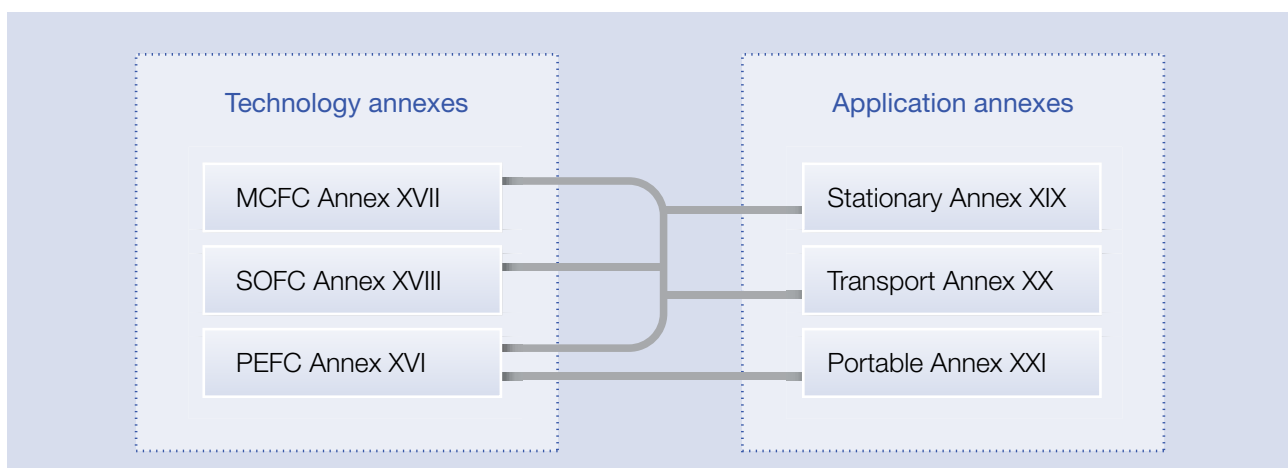 Technology annexes
MCFC Annex XVII
SOFC Annex XVIII
PEFC Annex XVI
Application annexes
Stationary Annex XIX
Transport Annex XX
Portable Annex XXI